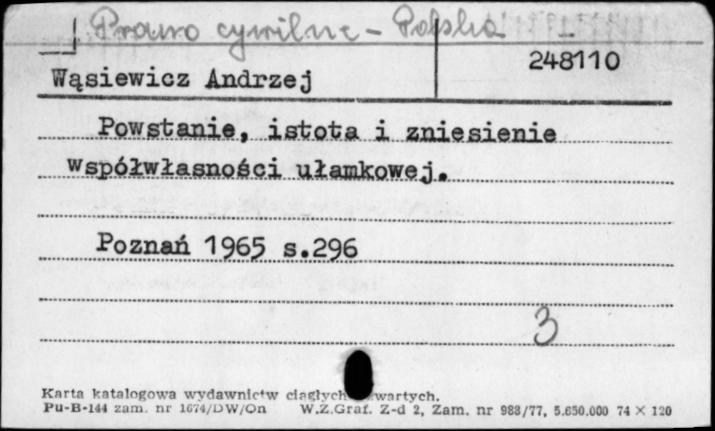 Prawo cywilne - Polska
248110
Wąsiewicz Andrzej
Powstanie, istota i zniesienie
współwłasności ułamkowej.
Poznań 1965 s.296
3
Karta katalogowa wydawnictw ciągłych wartych.
Pu-B-144 zam. nr 1674/DW/On W.Z.Graf. Z-d 2, Zam. nr 988/77, 5.650.000 74 × 120